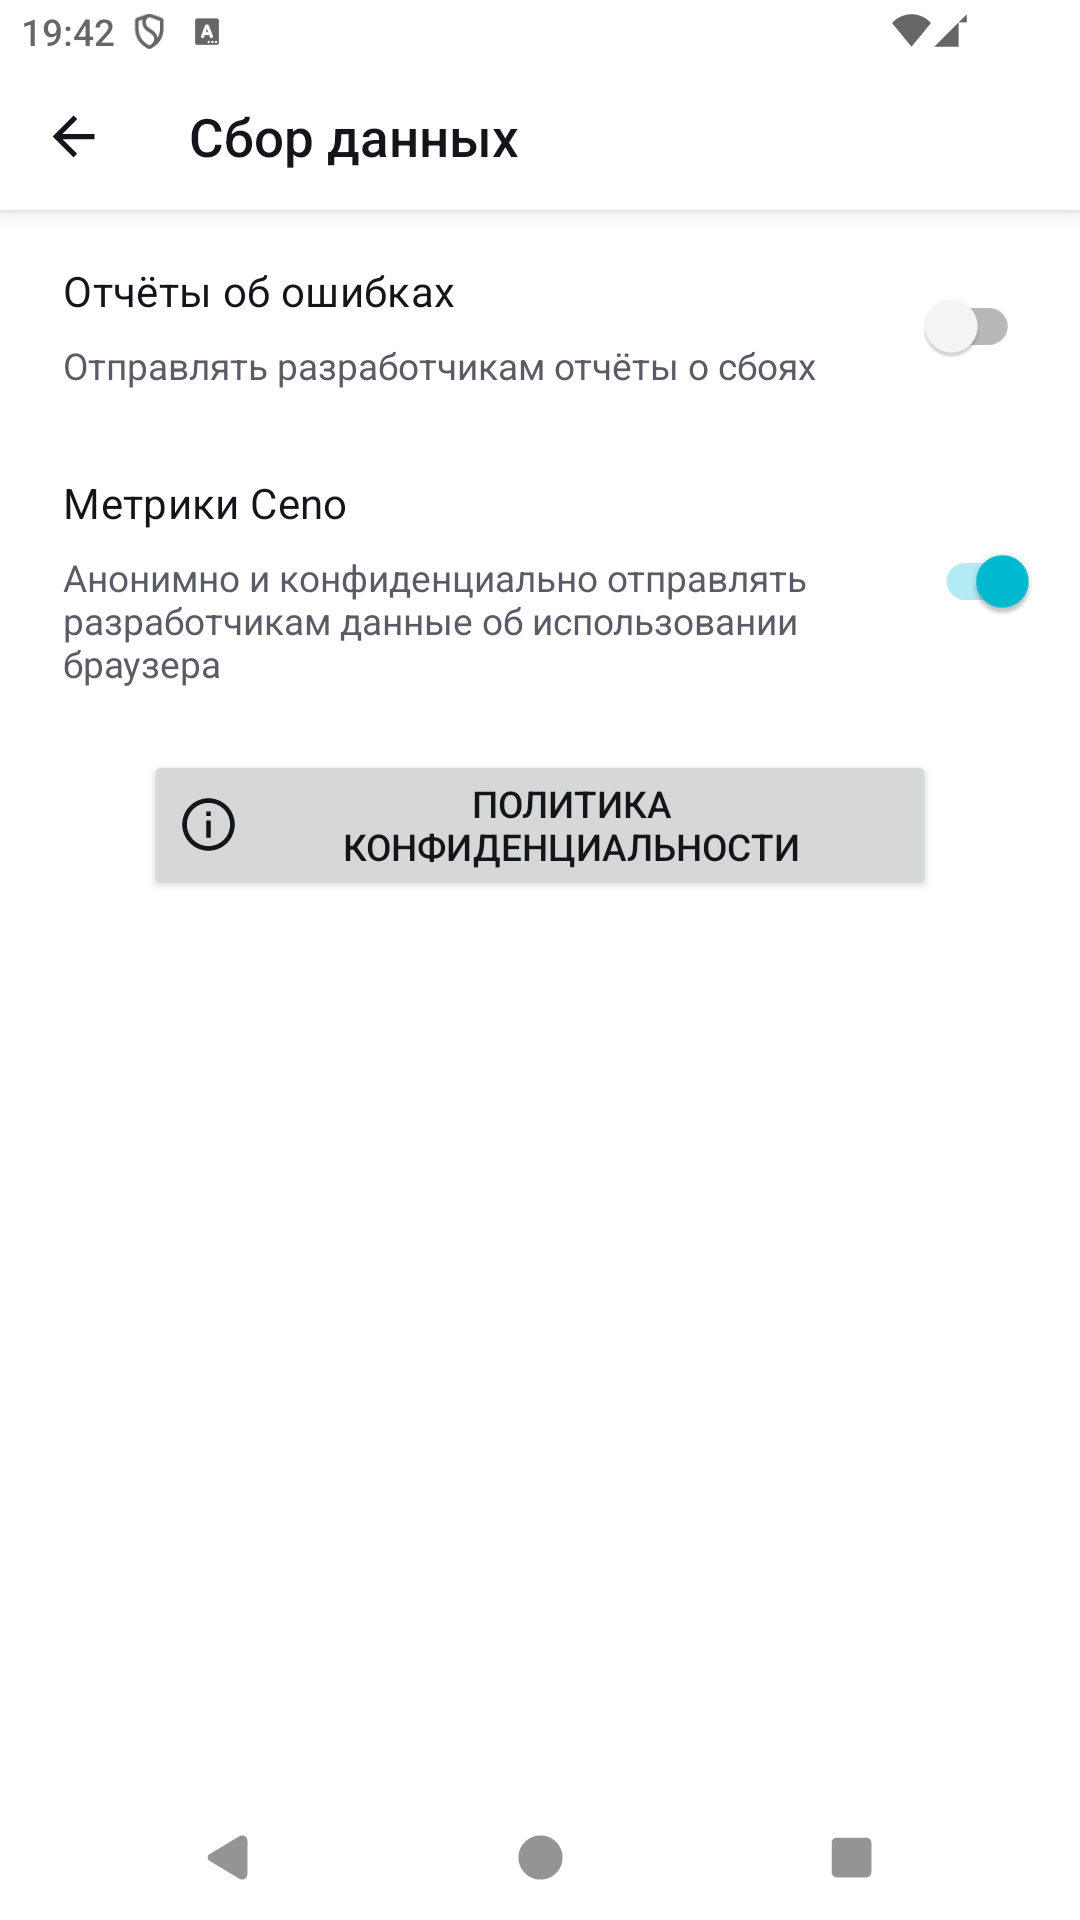 19:42
Сбор данных
Отчёты об ошибках
Отправлять разработчикам отчёты о сбоях
Метрики Ceno
Анонимно и конфиденциально отправлять
разработчикам данные об использовании
браузера
ПОЛИТИКА
КОНФИДЕНЦИАЛЬНОСТИ